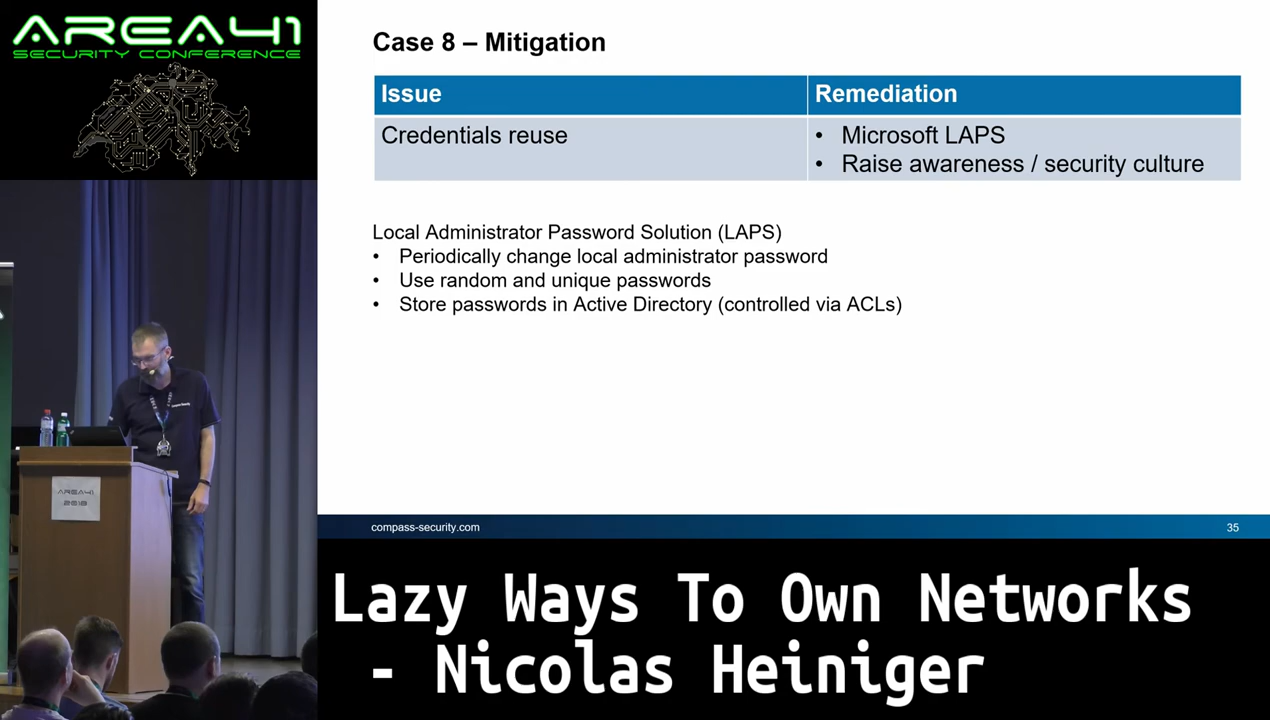 AREA41
SECURITY CONFERENCE
Case 8 – Mitigation
Issue
Remediation
Credentials reuse
• Microsoft LAPS
• Raise awareness / security culture
Local Administrator Password Solution (LAPS)
• Periodically change local administrator password
• Use random and unique passwords
• Store passwords in Active Directory (controlled via ACLs)
AREA41
2018
compass-security.com
35
Lazy Ways To Own Networks
- Nicolas Heiniger